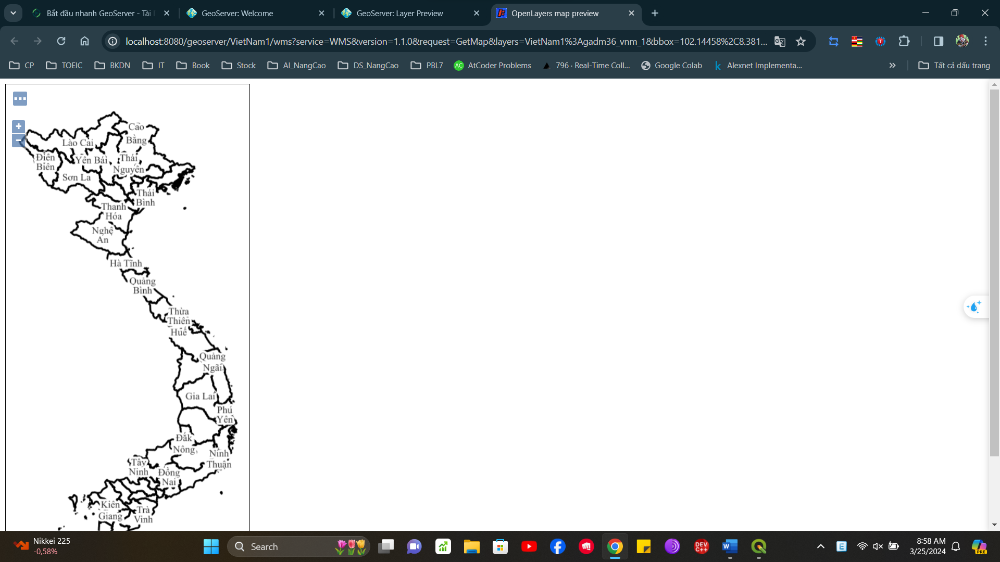 Bắt đầu nhanh GeoServer - Tài
GeoServer: Welcome
GeoServer: Layer Preview
OpenLayers map preview
localhost:8080/geoserver/VietNam1/wms?service=WMS&version=1.1.0&request=GetMap&layers=VietNam1%3Agadm36_vnm_1&bbox=102.14458%2C8.381...
CP
TOEIC
BKDN
IT
Book
Stock
AI_NangCao
DS_NangCao
PBL7
AC
AtCoder Problems
796 · Real-Time Coll...
Google Colab
k
Alexnet Implementa...
»
Tất cả dấu trang
+
−
Cao
Bằng
Lào Cai
Điện
Biên
Yên Bái
Thái
Nguyên
Sơn La
Thái
Bình
Thanh
Hóa
Nghệ
An
Hà Tĩnh
Quảng
Bình
Thừa
Thiên
Huế
Quảng
Ngãi
Gia Lai
Phú
Yên
Đắk
Nông
Ninh
Thuận
Tây
Ninh
Đồng
Nai
Kiên
Giang
Trà
Vinh
Nikkei 225
-0,58%
Search
DEV
C++
W
E
8:58 AM
3/25/2024
PRE